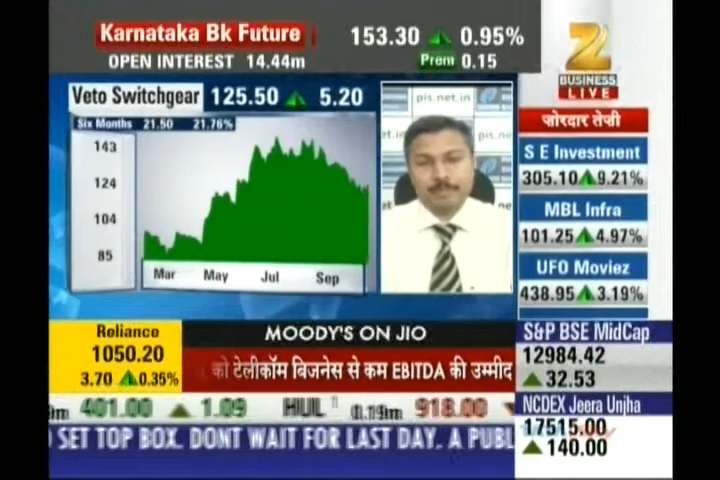 Karnataka Bk Future
153.30 0.95%
OPEN INTEREST 14.44m
Prem 0.15
Z
BUSINESS
LIVE
Veto Switchgear 125.50 5.20
Six Months 21.50 21.76%
143
124
104
85
Mar May Jul Sep
pis.net.in
et.in
pis.n
ज़ोरदार तेज़ी
S E Investment
305.10 9.21%
MBL Infra
101.25 4.97%
UFO Moviez
438.95 3.19%
Reliance
1050.20
3.70 0.35%
MOODY'S ON JIO
को टेलीकॉम बिजनेस से कम EBITDA की उम्मीद
S&P BSE MidCap
12984.42
32.53
NCDEX Jeera Unjha
17515.00
140.00
401.00 1.09 HUL 0.19m 918.00
SET TOP BOX. DONT WAIT FOR LAST DAY. A PUBL